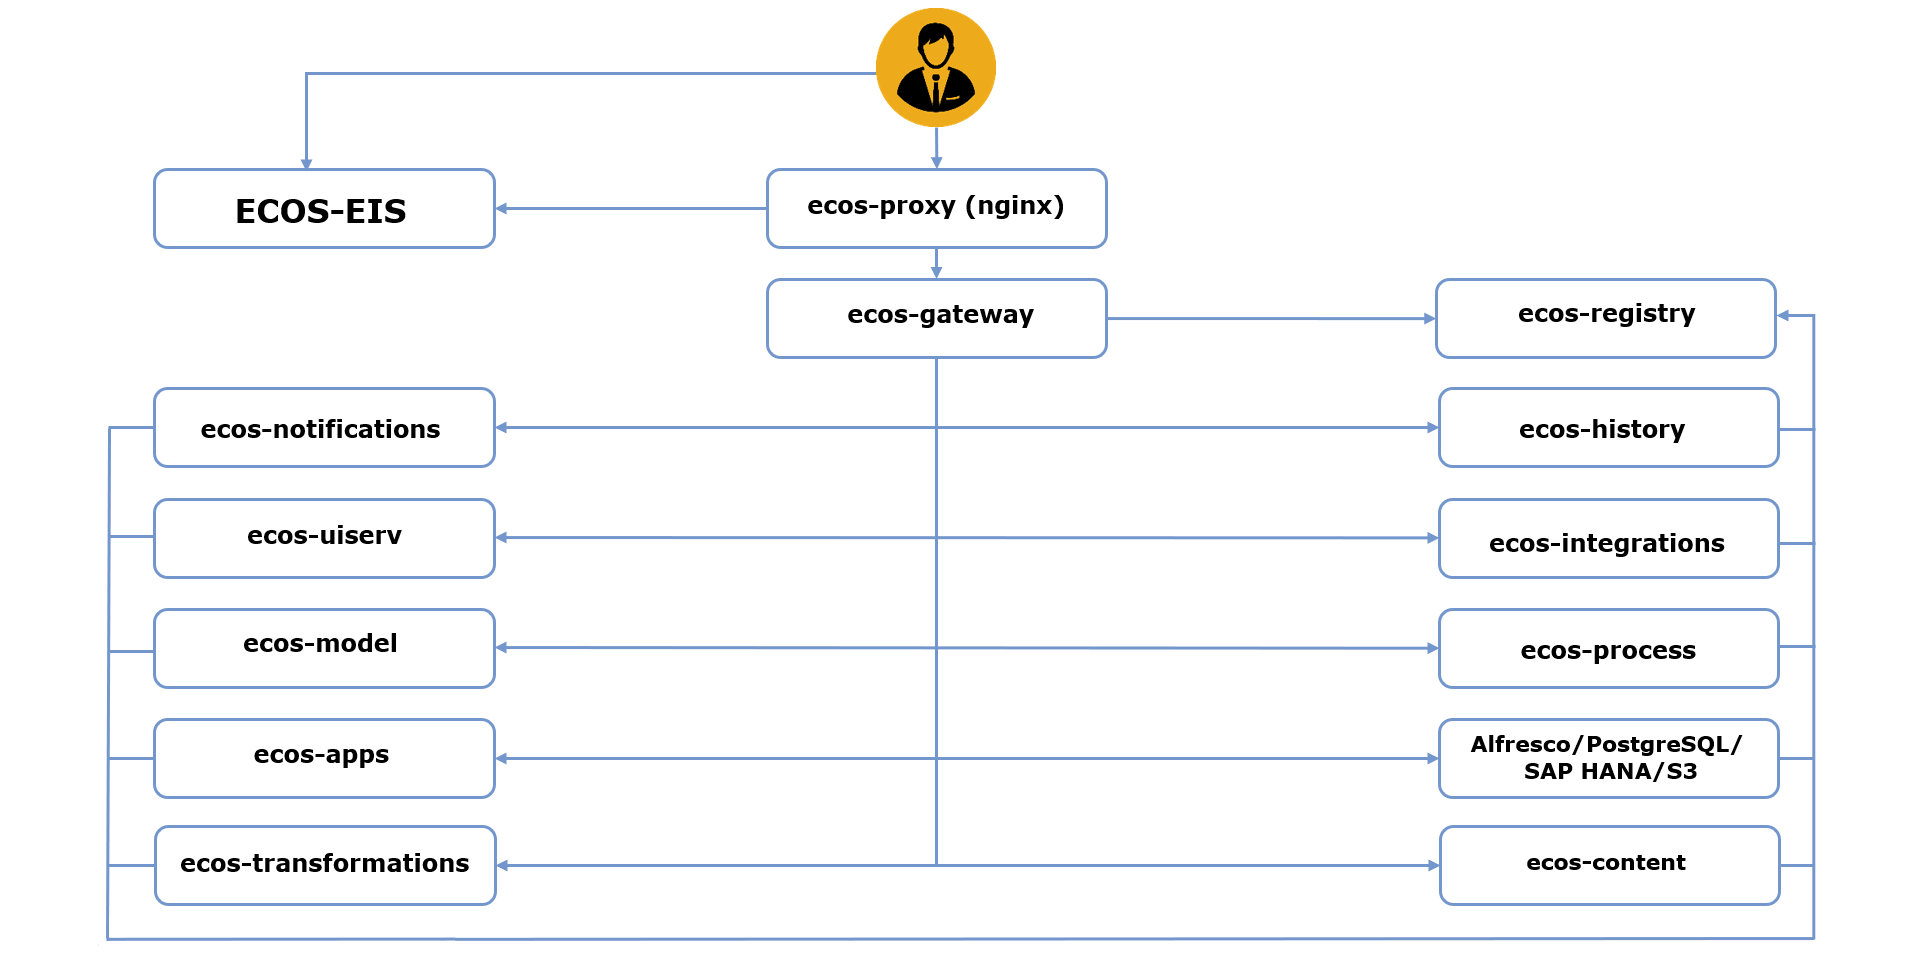 ECOS-EIS
ecos-proxy (nginx)
ecos-gateway
ecos-registry
ecos-notifications
ecos-history
ecos-uiserv
ecos-integrations
ecos-model
ecos-process
ecos-apps
Alfresco/PostgreSQL/
SAP HANA/S3
ecos-transformations
ecos-content